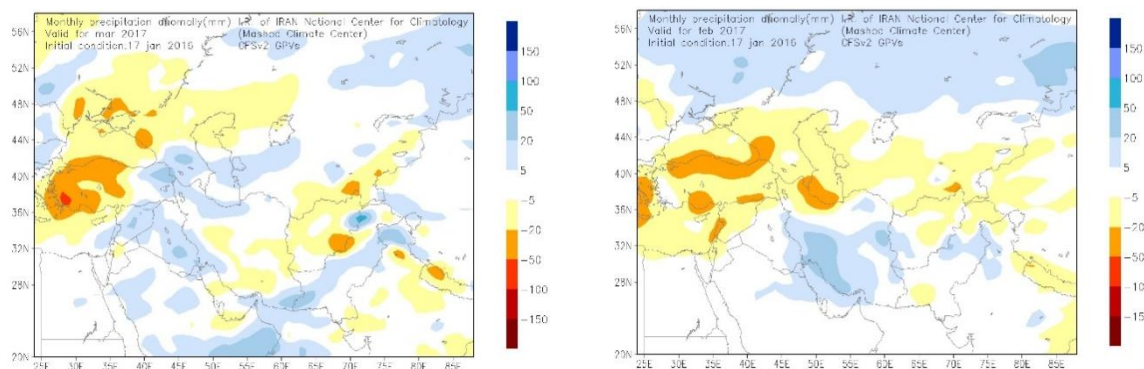 Monthly precipitation anomaly(mm) I.R. of IRAN National Center for Climatology
Valid for mar 2017 (Mashad Climate Center)
Initial condition:17 jan 2016 CFSv2 GPVs
56N
52N
48N
44N
40N
36N
32N
28N
20N
25E 30E 35E 40E 45E 50E 55E 60E 65E 70E 75E 80E 85E
150
100
50
20
5
-5
-20
-50
-100
-150
Monthly precipitation anomaly(mm) I.R. of IRAN National Center for Climatology
Valid for feb 2017 (Mashad Climate Center)
Initial condition:17 jan 2016 CFSv2 GPVs
56N
52N
48N
44N
40N
36N
32N
28N
20N
25E 30E 35E 40E 45E 50E 55E 60E 65E 70E 75E 80E 85E
150
100
50
20
5
-5
-20
-50
-100
-15